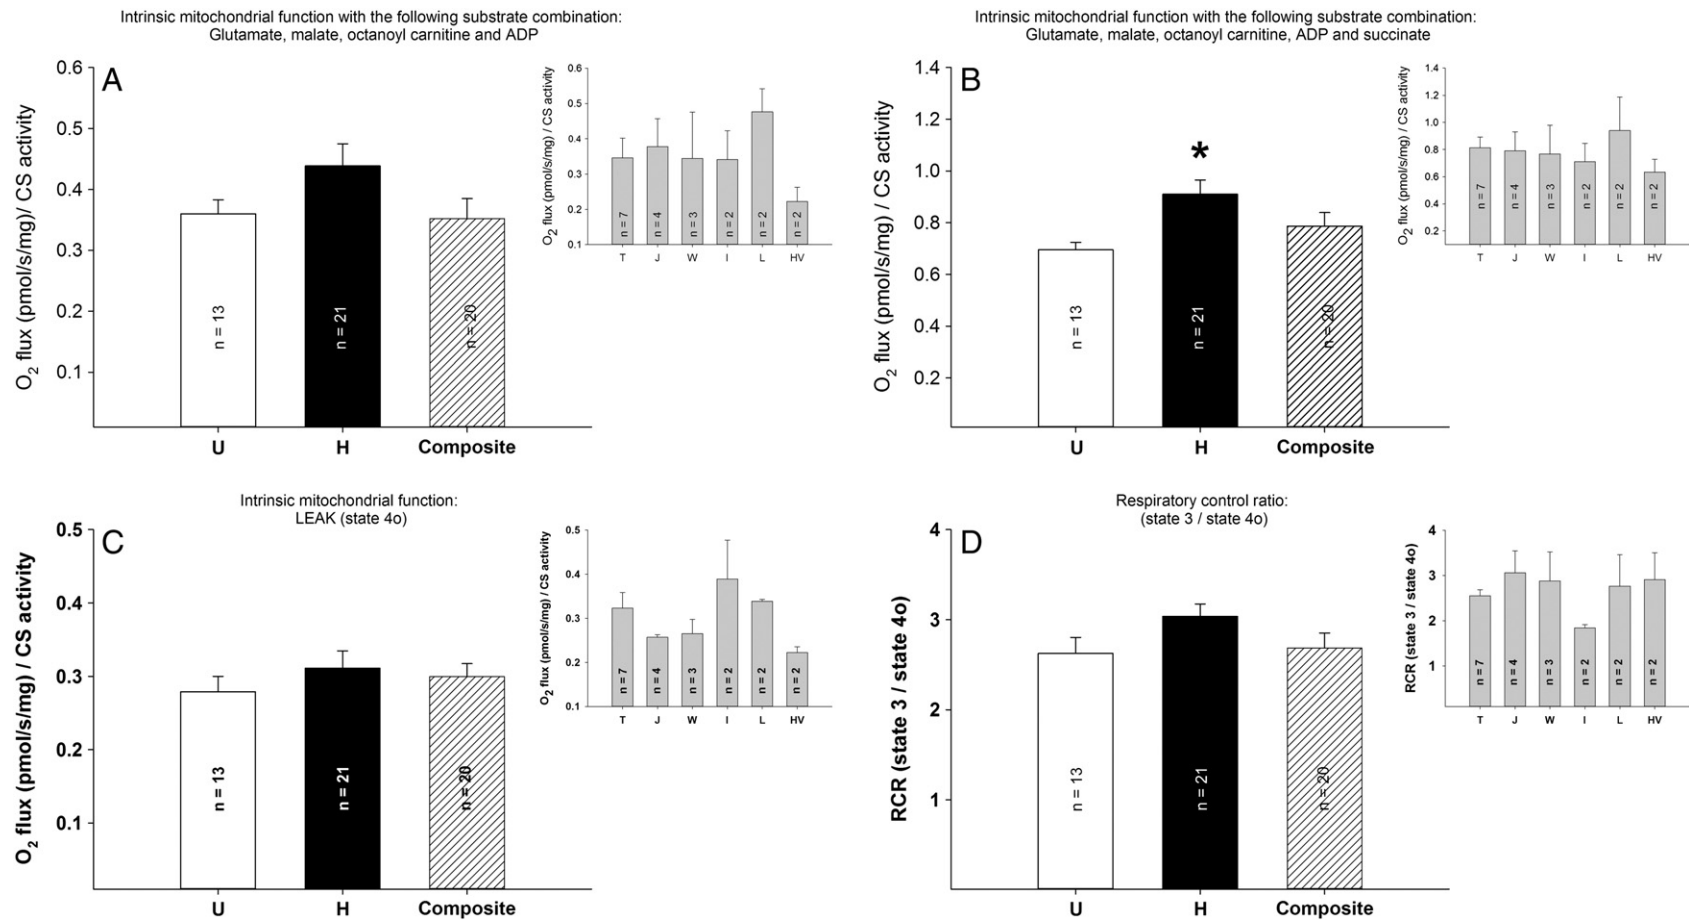 Intrinsic mitochondrial function with the following substrate combination:
Glutamate, malate, octanoyl carnitine and ADP
A
O2 flux (pmol/s/mg)/ CS activity
0.6
0.5
0.4
0.3
0.2
0.1
n = 13
n = 21
n = 20
U
H
Composite
O2 flux (pmol/s/mg) / CS activity
0.6
0.5
0.4
0.3
0.2
0.1
n = 7
n = 4
n = 3
n = 2
n = 2
n = 2
T
J
W
I
L
HV
Intrinsic mitochondrial function with the following substrate combination:
Glutamate, malate, octanoyl carnitine, ADP and succinate
B
O2 flux (pmol/s/mg) / CS activity
1.4
1.2
1.0
0.8
0.6
0.4
0.2
*
n = 13
n = 21
n = 20
U
H
Composite
O2 flux (pmol/s/mg) / CS activity
1.4
1.2
1.0
0.8
0.6
0.4
0.2
n = 7
n = 4
n = 3
n = 2
n = 2
n = 2
T
J
W
I
L
HV
Intrinsic mitochondrial function:
LEAK (state 4o)
C
O2 flux (pmol/s/mg) / CS activity
0.5
0.4
0.3
0.2
0.1
n = 13
n = 21
n = 20
U
H
Composite
O2 flux (pmol/s/mg) / CS activity
0.5
0.4
0.3
0.2
0.1
n = 7
n = 4
n = 3
n = 2
n = 2
n = 2
T
J
W
I
L
HV
Respiratory control ratio:
(state 3 / state 4o)
D
RCR (state 3 / state 4o)
4
3
2
1
n = 13
n = 21
n = 20
U
H
Composite
RCR (state 3 / state 4o)
4
3
2
1
n = 7
n = 4
n = 3
n = 2
n = 2
n = 2
T
J
W
I
L
HV